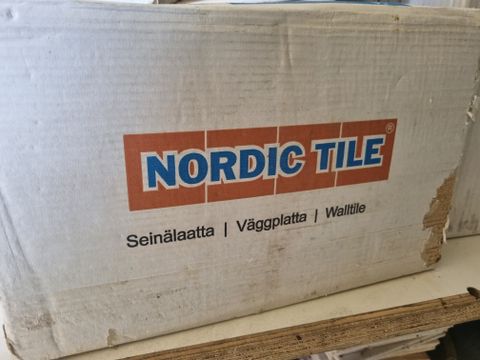 NORDIC TILE®
Seinälaatta | Väggplatta | Walltile